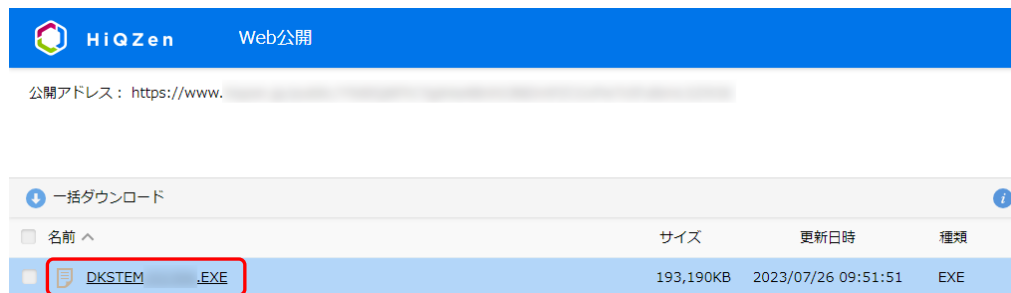 HiQZen Web公開
公開アドレス： https://www.
一括ダウンロード
名前 サイズ 更新日時 種類
DKSTEM .EXE 193,190KB 2023/07/26 09:51:51 EXE